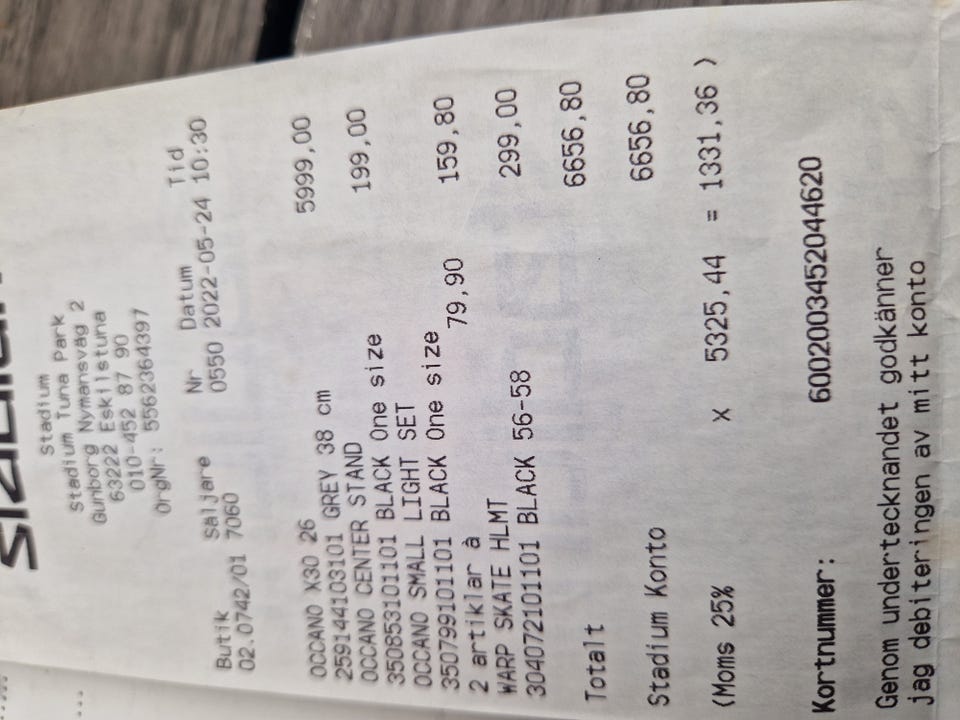 Stadium
Stadium Tuna Park
Gunborg Nymansväg 2
63222 Eskilstuna
010-452 87 90
OrgNr: 5562364397
Butik Säljare Nr Datum Tid
02.0742/01 7060 0550 2022-05-24 10:30
OCCANO X30 26 5999,00
259144103101 GREY 38 cm
OCCANO CENTER STAND 199,00
350853101101 BLACK One size
OCCANO SMALL LIGHT SET
350799101101 BLACK One size 159,80
2 artiklar à 79,90
WARP SKATE HLMT 299,00
304072101101 BLACK 56-58
Totalt 6656,80
Stadium Konto 6656,80
(Moms 25% X 5325,44 = 1331,36 )
Kortnummer: 6002003452044620
Genom undertecknandet godkänner
jag debiteringen av mitt konto